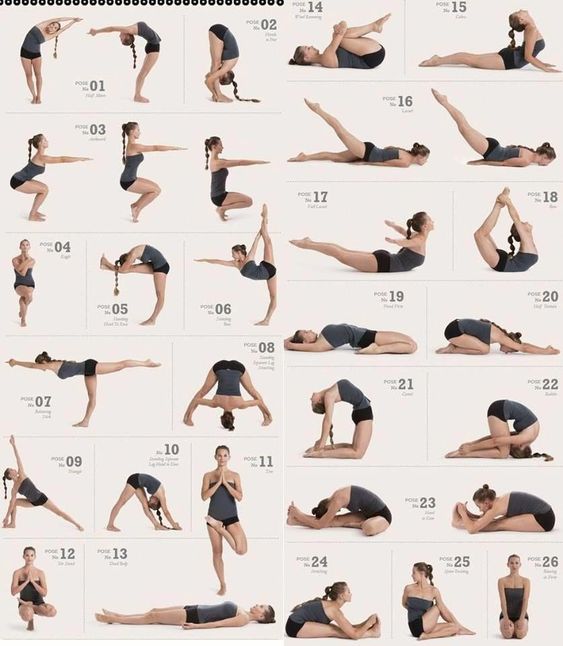 POSE
No 01
Half Moon
POSE
No 02
Hands
to Feet
POSE
No 03
Awkward
POSE
No 04
Eagle
POSE
No 05
Standing
Head To Knee
POSE
No 06
Standing
Bow
POSE
No 07
Balancing
Stick
POSE
No 08
Standing
Separate Leg
Stretching
POSE
No 09
Triangle
POSE
No 10
Standing Separate
Leg Head to Knee
POSE
No 11
Tree
POSE
No 12
Toe Stand
POSE
No 13
Dead Body
POSE
No 14
Wind Removing
POSE
No 15
Cobra
POSE
No 16
Locust
POSE
No 17
Full Locust
POSE
No 18
Bow
POSE
No 19
Fixed Firm
POSE
No 20
Half Tortoise
POSE
No 21
Camel
POSE
No 22
Rabbit
POSE
No 23
Head
to Knee
POSE
No 24
Stretching
POSE
No 25
Spine Twisting
POSE
No 26
Blowing
in Firm